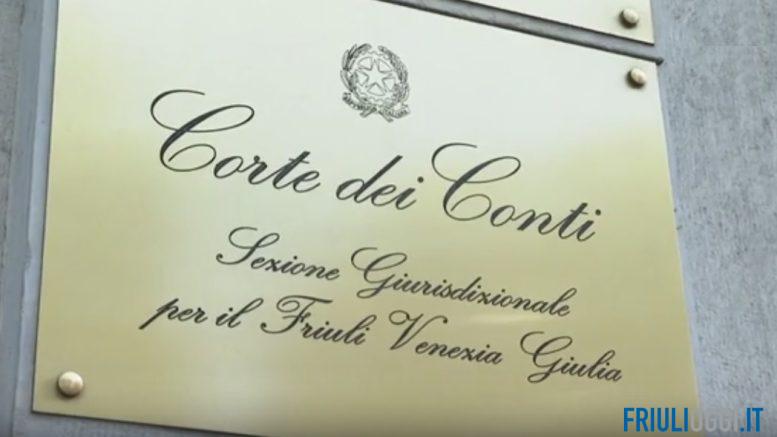 Corte dei Conti
Sezione Giurisdizionale
per il Friuli Venezia Giulia
FRIULIOGGI.IT